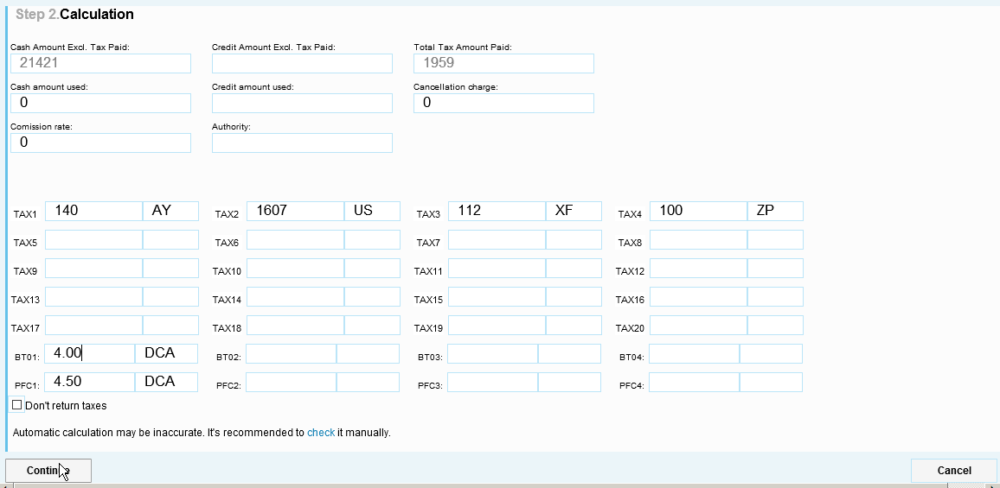 Step 2.Calculation
Cash Amount Excl. Tax Paid: Credit Amount Excl. Tax Paid: Total Tax Amount Paid:
21421 1959
Cash amount used: Credit amount used: Cancellation charge:
0 0
Comission rate: Authority:
0
TAX1 140 AY TAX2 1607 US TAX3 112 XF TAX4 100 ZP
TAX5 TAX6 TAX7 TAX8
TAX9 TAX10 TAX11 TAX12
TAX13 TAX14 TAX15 TAX16
TAX17 TAX18 TAX19 TAX20
BT01: 4.00 DCA BT02: BT03: BT04:
PFC1: 4.50 DCA PFC2: PFC3: PFC4:
Don't return taxes
Automatic calculation may be inaccurate. It's recommended to check it manually.
Continue Cancel